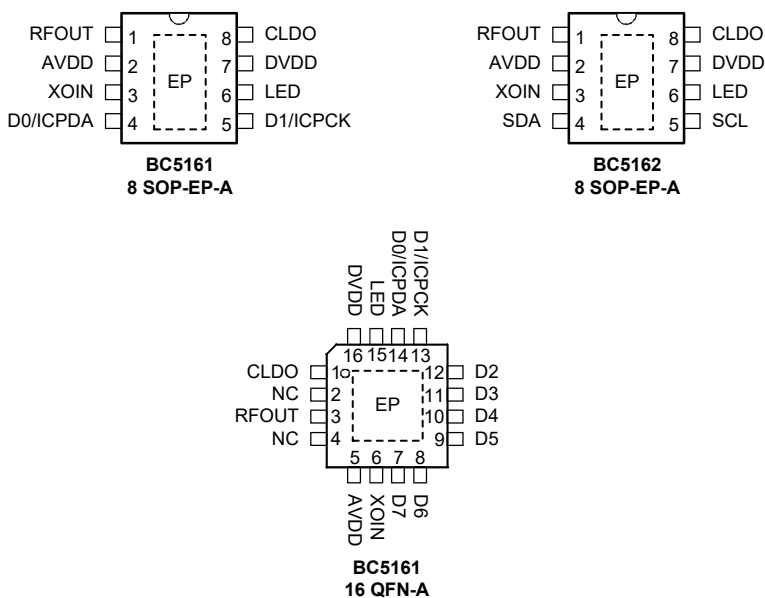 RFOUT 1 8 CLDO
AVDD 2 7 DVDD
XOIN 3 6 LED
D0/ICPDA 4 5 D1/ICPCK
EP
BC5161
8 SOP-EP-A
RFOUT 1 8 CLDO
AVDD 2 7 DVDD
XOIN 3 6 LED
SDA 4 5 SCL
EP
BC5162
8 SOP-EP-A
DVDD LED D0/ICPDA D1/ICPCK
16 15 14 13
CLDO 1 12 D2
NC 2 11 D3
RFOUT 3 10 D4
NC 4 9 D5
EP
5 6 7 8
AVDD XOIN D7 D6
BC5161
16 QFN-A